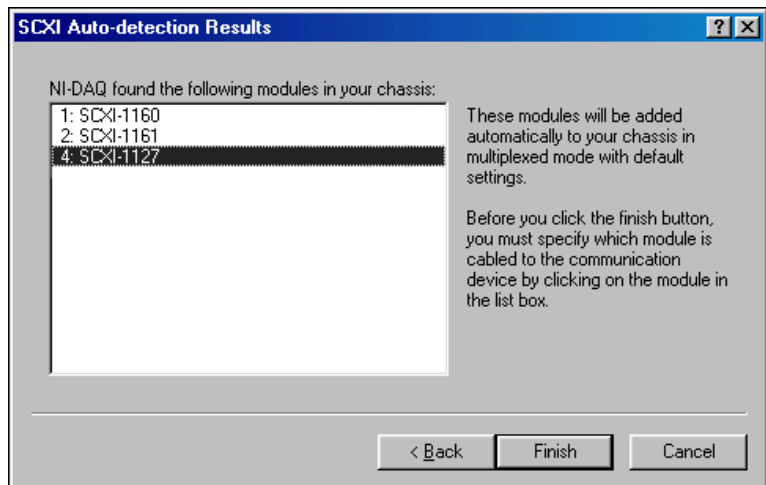 SCXI Auto-detection Results
NI-DAQ found the following modules in your chassis:
1: SCXI-1160
2: SCXI-1161
4: SCXI-1127
These modules will be added
automatically to your chassis in
multiplexed mode with default
settings.
Before you click the finish button,
you must specify which module is
cabled to the communication
device by clicking on the module in
the list box.
< Back
Finish
Cancel